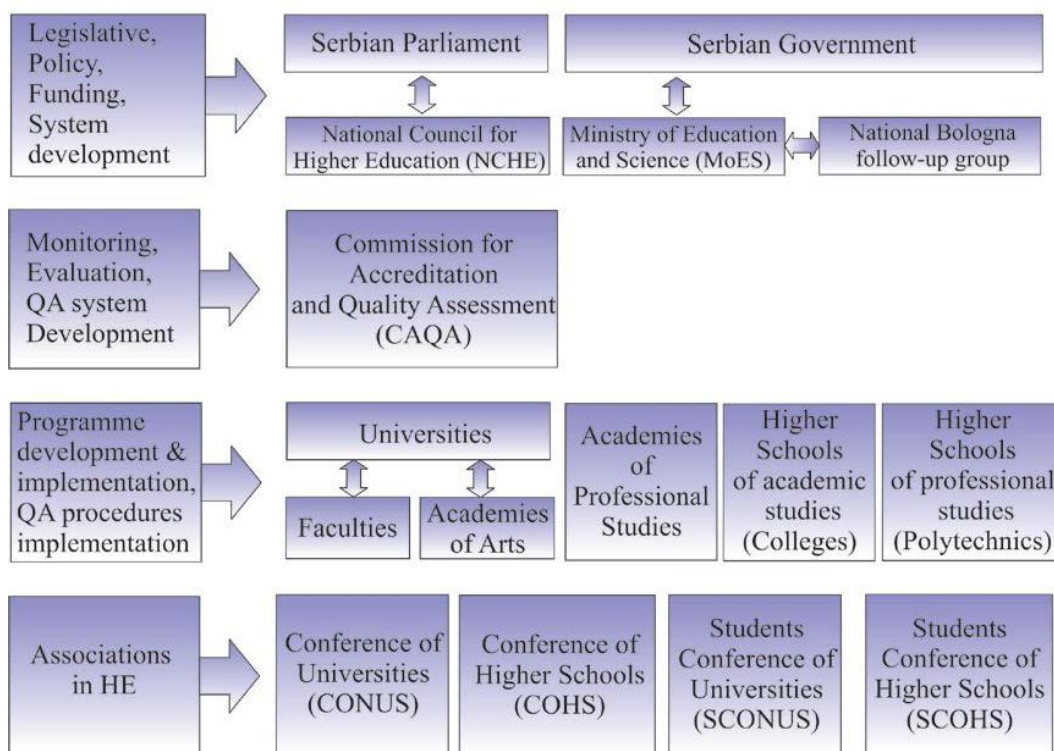 Legislative,
Policy,
Funding,
System
development
Serbian Parliament
Serbian Government
National Council for
Higher Education (NCHE)
Ministry of Education
and Science (MoES)
National Bologna
follow-up group
Monitoring,
Evaluation,
QA system
Development
Commission for
Accreditation
and Quality Assessment
(CAQA)
Programme
development &
implementation,
QA procedures
implementation
Universities
Faculties
Academies
of Arts
Academies
of
Professional
Studies
Higher
Schools
of academic
studies
(Colleges)
Higher
Schools
of professional
studies
(Polytechnics)
Associations
in HE
Conference of
Universities
(CONUS)
Conference of
Higher Schools
(COHS)
Students
Conference of
Universities
(SCONUS)
Students
Conference of
Higher Schools
(SCOHS)